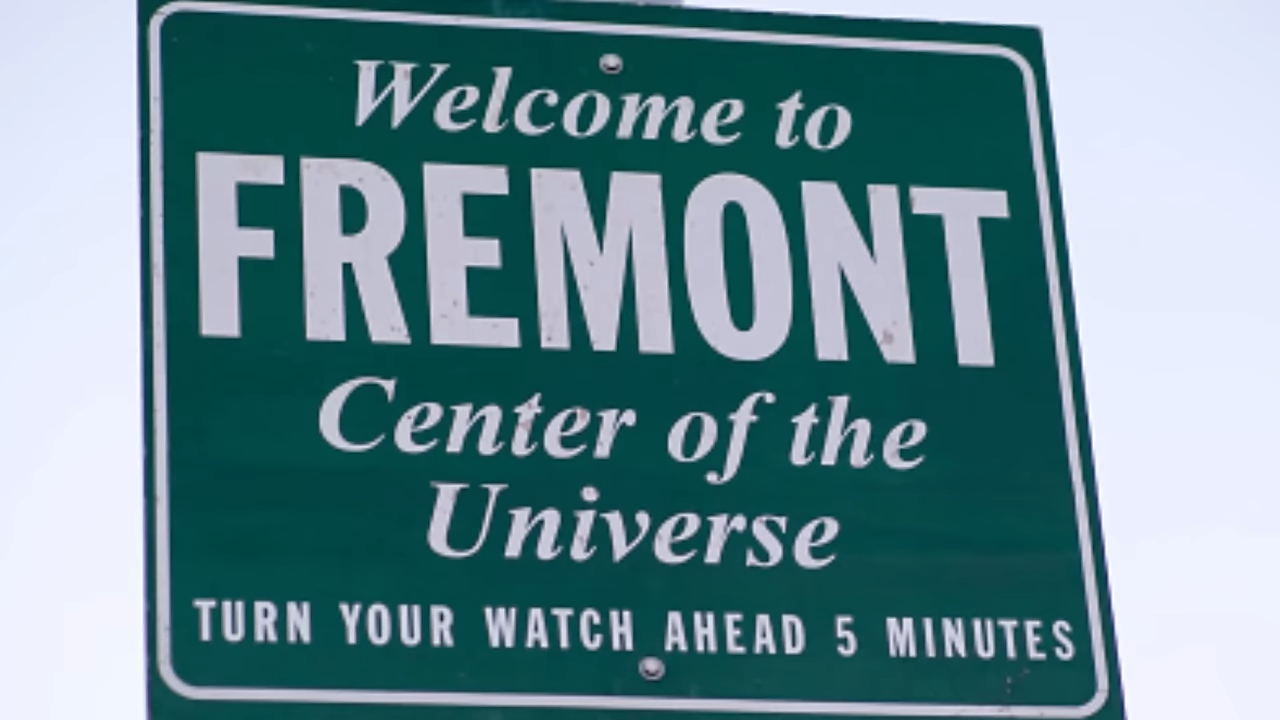 Welcome to
FREMONT
Center of the
Universe
TURN YOUR WATCH AHEAD 5 MINUTES